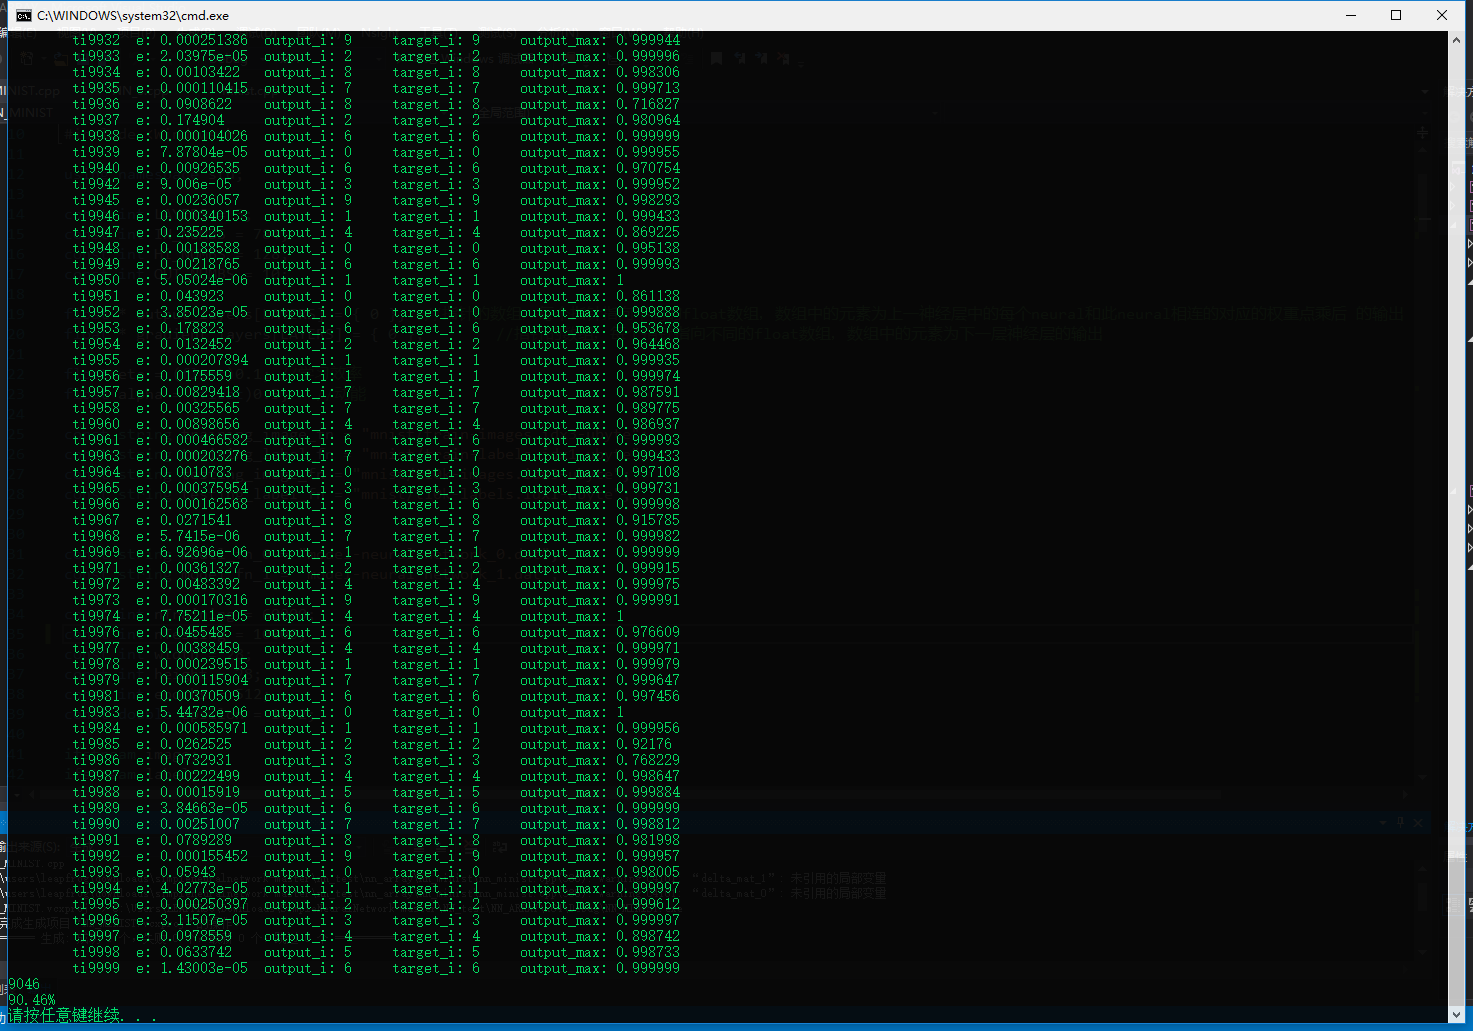 C:\WINDOWS\system32\cmd.exe
ti9932 e: 0.000251386 output_i: 9 target_i: 9 output_max: 0.999944
ti9933 e: 2.03975e-05 output_i: 2 target_i: 2 output_max: 0.999996
ti9934 e: 0.00103422 output_i: 8 target_i: 8 output_max: 0.998306
ti9935 e: 0.000110415 output_i: 7 target_i: 7 output_max: 0.999713
ti9936 e: 0.0908622 output_i: 8 target_i: 8 output_max: 0.716827
ti9937 e: 0.174904 output_i: 2 target_i: 2 output_max: 0.980964
ti9938 e: 0.000104026 output_i: 6 target_i: 6 output_max: 0.999999
ti9939 e: 7.87804e-05 output_i: 0 target_i: 0 output_max: 0.999955
ti9940 e: 0.00926535 output_i: 6 target_i: 6 output_max: 0.970754
ti9942 e: 9.006e-05 output_i: 3 target_i: 3 output_max: 0.999952
ti9945 e: 0.00236057 output_i: 9 target_i: 9 output_max: 0.998293
ti9946 e: 0.000340153 output_i: 1 target_i: 1 output_max: 0.999433
ti9947 e: 0.235225 output_i: 4 target_i: 4 output_max: 0.869225
ti9948 e: 0.00188588 output_i: 0 target_i: 0 output_max: 0.995138
ti9949 e: 0.00218765 output_i: 6 target_i: 6 output_max: 0.999993
ti9950 e: 5.05024e-06 output_i: 1 target_i: 1 output_max: 1
ti9951 e: 0.043923 output_i: 0 target_i: 0 output_max: 0.861138
ti9952 e: 3.85023e-05 output_i: 0 target_i: 0 output_max: 0.999888
ti9953 e: 0.178823 output_i: 6 target_i: 6 output_max: 0.953678
ti9954 e: 0.0132452 output_i: 2 target_i: 2 output_max: 0.964468
ti9955 e: 0.000207894 output_i: 1 target_i: 1 output_max: 0.999935
ti9956 e: 0.0175559 output_i: 1 target_i: 1 output_max: 0.999974
ti9957 e: 0.00829418 output_i: 7 target_i: 7 output_max: 0.987591
ti9958 e: 0.00325565 output_i: 7 target_i: 7 output_max: 0.989775
ti9960 e: 0.00898656 output_i: 4 target_i: 4 output_max: 0.986937
ti9961 e: 0.000466582 output_i: 6 target_i: 6 output_max: 0.999993
ti9963 e: 0.000203276 output_i: 7 target_i: 7 output_max: 0.999433
ti9964 e: 0.0010783 output_i: 0 target_i: 0 output_max: 0.997108
ti9965 e: 0.000375954 output_i: 3 target_i: 3 output_max: 0.999731
ti9966 e: 0.000162568 output_i: 6 target_i: 6 output_max: 0.999998
ti9967 e: 0.0271541 output_i: 8 target_i: 8 output_max: 0.915785
ti9968 e: 5.7415e-06 output_i: 7 target_i: 7 output_max: 0.999982
ti9969 e: 6.92696e-06 output_i: 1 target_i: 1 output_max: 0.999999
ti9971 e: 0.00361327 output_i: 2 target_i: 2 output_max: 0.999915
ti9972 e: 0.00483392 output_i: 4 target_i: 4 output_max: 0.999975
ti9973 e: 0.000170316 output_i: 9 target_i: 9 output_max: 0.999991
ti9974 e: 7.75211e-05 output_i: 4 target_i: 4 output_max: 1
ti9976 e: 0.0455485 output_i: 6 target_i: 6 output_max: 0.976609
ti9977 e: 0.00388459 output_i: 4 target_i: 4 output_max: 0.999971
ti9978 e: 0.000239515 output_i: 1 target_i: 1 output_max: 0.999979
ti9979 e: 0.000115904 output_i: 7 target_i: 7 output_max: 0.999647
ti9981 e: 0.00370509 output_i: 6 target_i: 6 output_max: 0.997456
ti9983 e: 5.44732e-06 output_i: 0 target_i: 0 output_max: 1
ti9984 e: 0.000585971 output_i: 1 target_i: 1 output_max: 0.999956
ti9985 e: 0.0262525 output_i: 2 target_i: 2 output_max: 0.92176
ti9986 e: 0.0732931 output_i: 3 target_i: 3 output_max: 0.768229
ti9987 e: 0.00222499 output_i: 4 target_i: 4 output_max: 0.998647
ti9988 e: 0.00015919 output_i: 5 target_i: 5 output_max: 0.999884
ti9989 e: 3.84663e-05 output_i: 6 target_i: 6 output_max: 0.999999
ti9990 e: 0.00251007 output_i: 7 target_i: 7 output_max: 0.998812
ti9991 e: 0.0789289 output_i: 8 target_i: 8 output_max: 0.981998
ti9992 e: 0.000155452 output_i: 9 target_i: 9 output_max: 0.999957
ti9993 e: 0.05943 output_i: 0 target_i: 0 output_max: 0.998005
ti9994 e: 4.02773e-05 output_i: 1 target_i: 1 output_max: 0.999997
ti9995 e: 0.000250397 output_i: 2 target_i: 2 output_max: 0.999612
ti9996 e: 3.11507e-05 output_i: 3 target_i: 3 output_max: 0.999997
ti9997 e: 0.0978559 output_i: 4 target_i: 4 output_max: 0.898742
ti9998 e: 0.0633742 output_i: 5 target_i: 5 output_max: 0.998733
ti9999 e: 1.43003e-05 output_i: 6 target_i: 6 output_max: 0.999999
9046
90.46%
请按任意键继续. . .